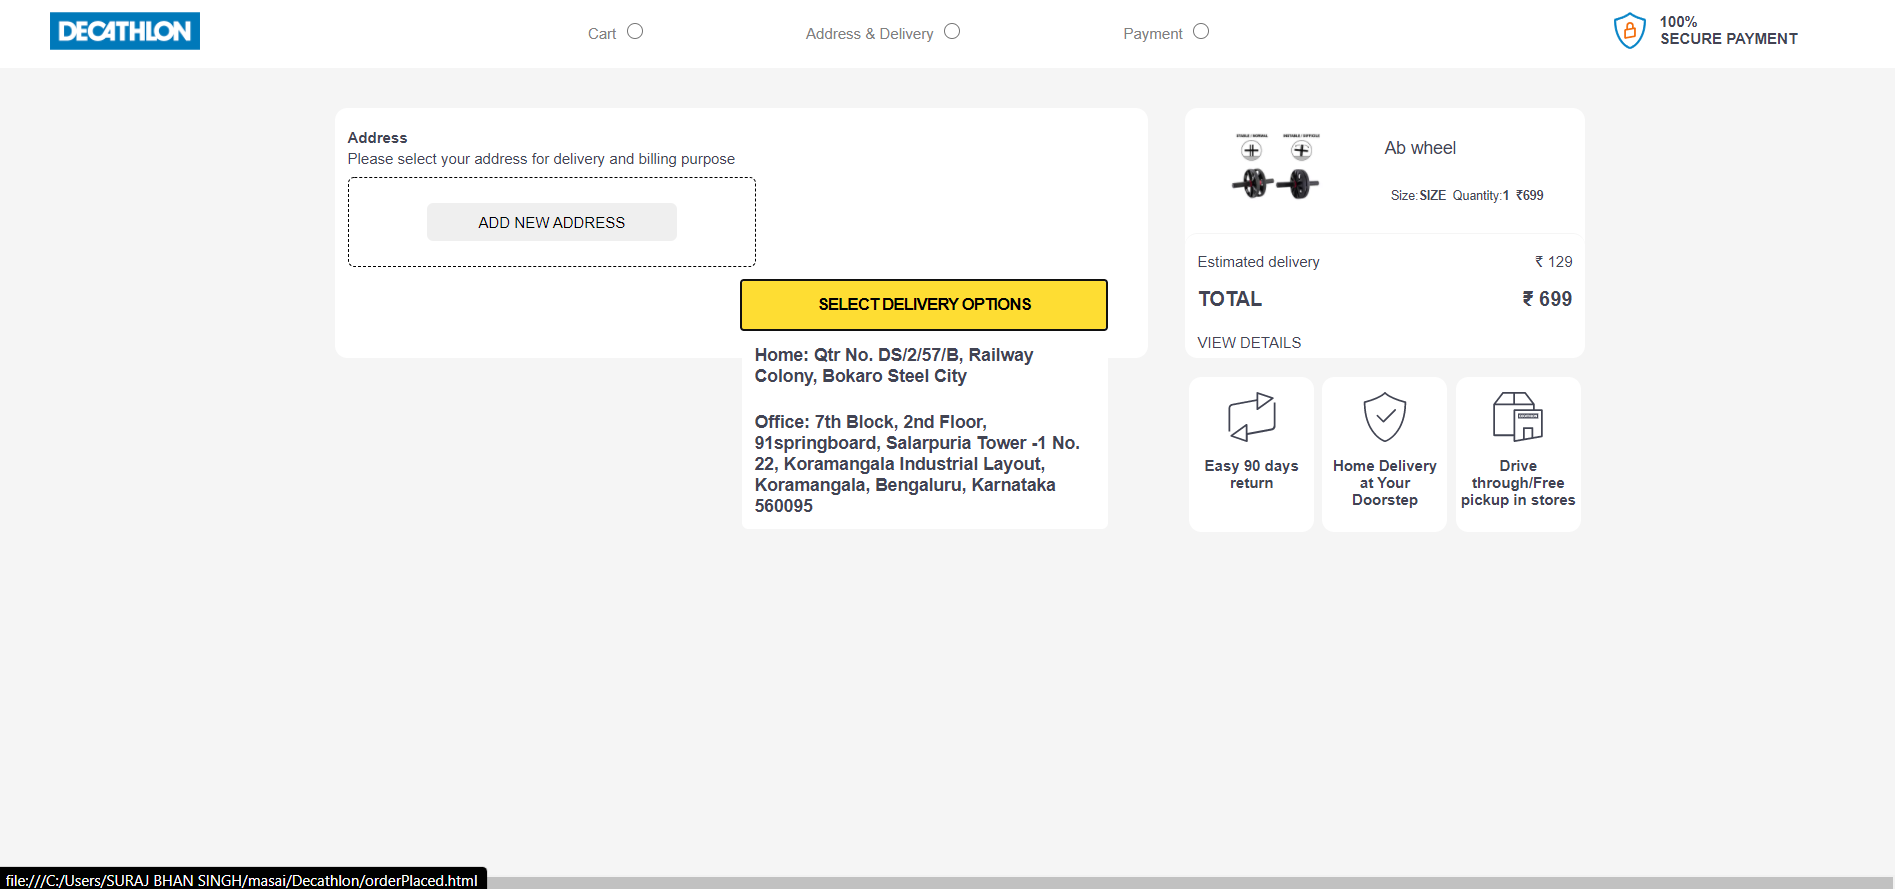 DECATHLON
Cart
Address & Delivery
Payment
100%
SECURE PAYMENT
Address
Please select your address for delivery and billing purpose
ADD NEW ADDRESS
SELECT DELIVERY OPTIONS
Home: Qtr No. DS/2/57/B, Railway
Colony, Bokaro Steel City
Office: 7th Block, 2nd Floor,
91springboard, Salarpuria Tower -1 No.
22, Koramangala Industrial Layout,
Koramangala, Bengaluru, Karnataka
560095
STABLE / NORMAL
INSTABLE / DIFFICILE
Ab wheel
Size:SIZE Quantity:1 ₹699
Estimated delivery ₹ 129
TOTAL ₹ 699
VIEW DETAILS
Easy 90 days
return
Home Delivery
at Your
Doorstep
Drive
through/Free
pickup in stores
file:///C:/Users/SURAJ BHAN SINGH/masai/Decathlon/orderPlaced.html